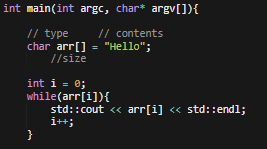 int main(int argc, char* argv[]){
// type // contents
char arr[] = "Hello";
//size
int i = 0;
while(arr[i]){
std::cout << arr[i] << std::endl;
i++;
}